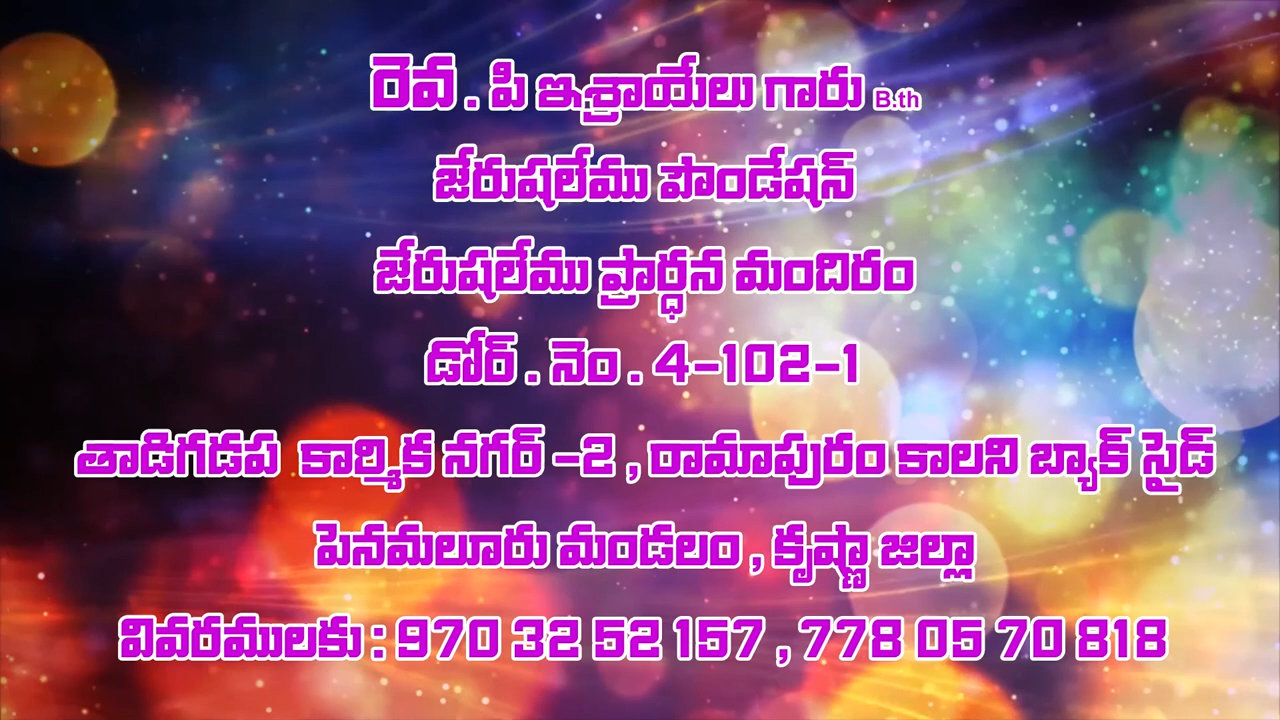 రెవ . పి ఇశ్రాయేలు గారు B.th
జేరుషలేము పౌండేషన్
జేరుషలేము ప్రార్ధన మందిరం
డోర్ . నెం . 4-102-1
తాడిగడప కార్మిక నగర్ -2 , రామాపురం కాలని బ్యాక్ సైడ్
పెనమలూరు మండలం , కృష్ణా జిల్లా
వివరములకు : 970 32 52 157 , 778 05 70 818